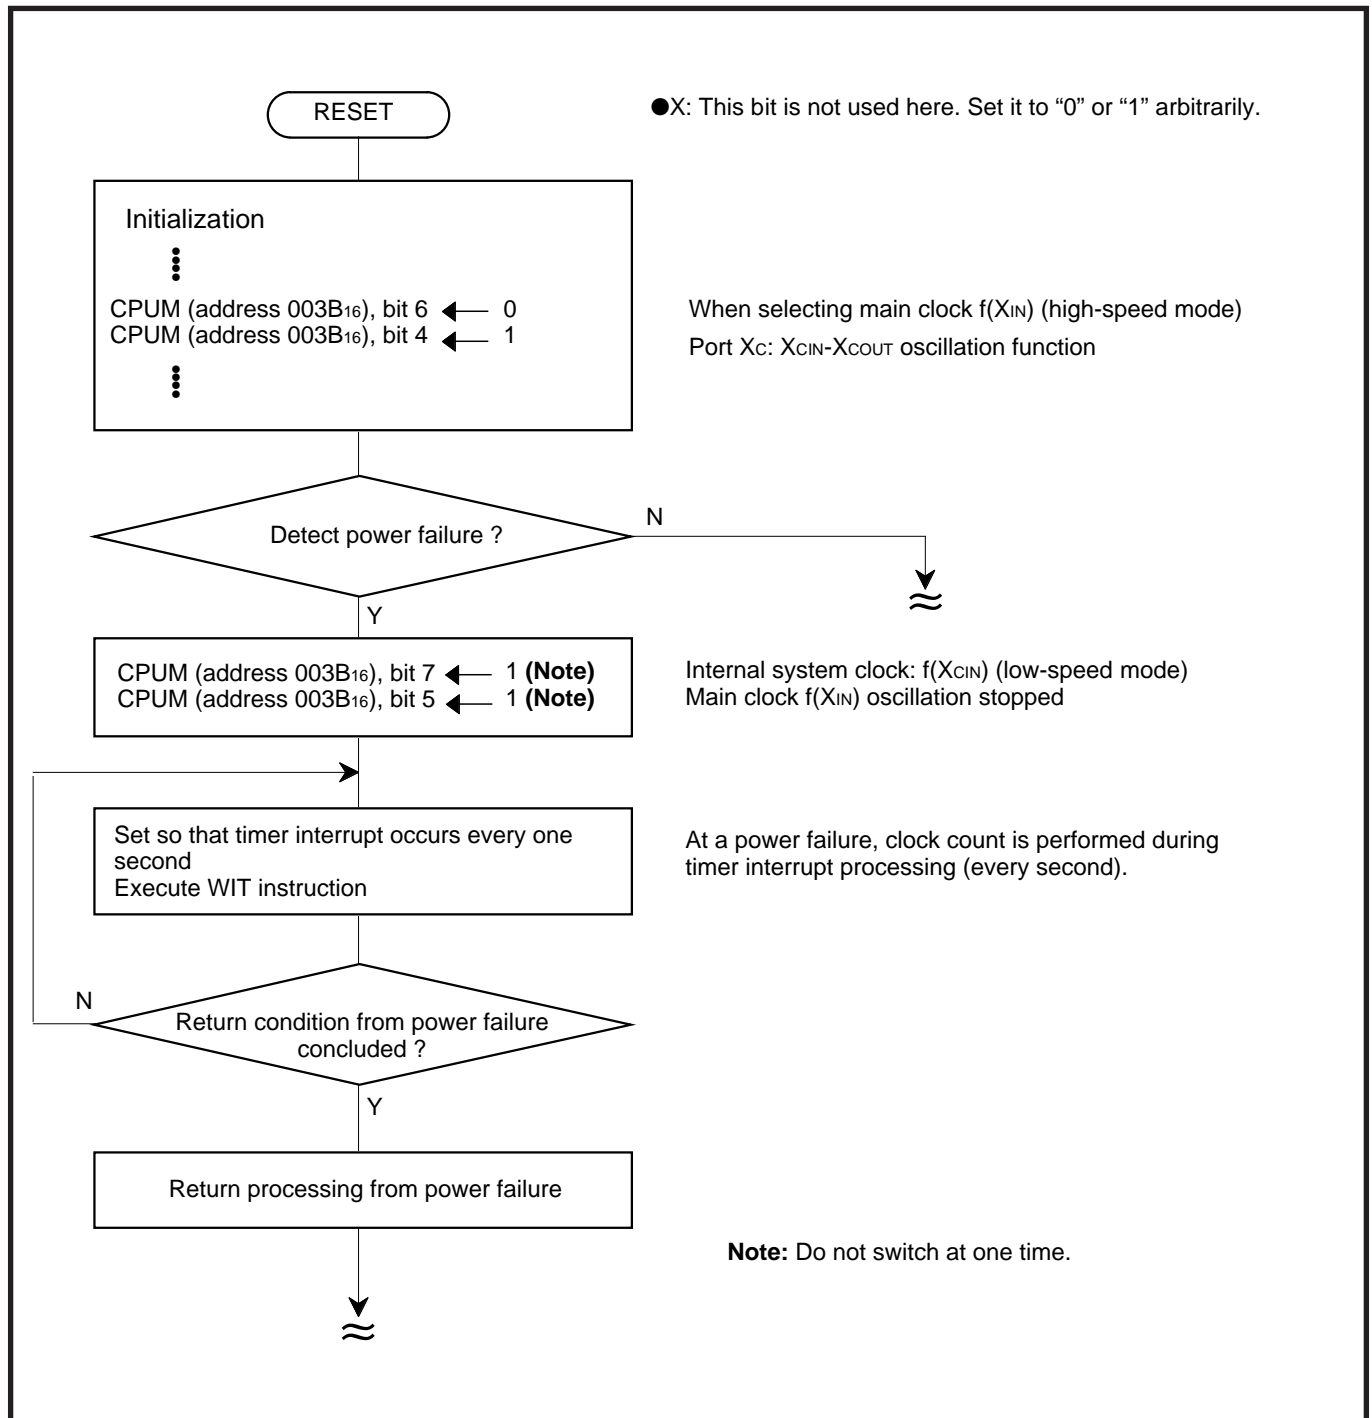 RESET
●X: This bit is not used here. Set it to “0” or “1” arbitrarily.
Initialization
CPUM (address 003B16), bit 6 ← 0
When selecting main clock f(XIN) (high-speed mode)
CPUM (address 003B16), bit 4 ← 1
Port XC: XCIN-XCOUT oscillation function
Detect power failure ?
N
Y
CPUM (address 003B16), bit 7 ← 1 (Note)
Internal system clock: f(XCIN) (low-speed mode)
CPUM (address 003B16), bit 5 ← 1 (Note)
Main clock f(XIN) oscillation stopped
Set so that timer interrupt occurs every one
second
Execute WIT instruction
At a power failure, clock count is performed during
timer interrupt processing (every second).
N
Return condition from power failure
concluded ?
Y
Return processing from power failure
Note: Do not switch at one time.